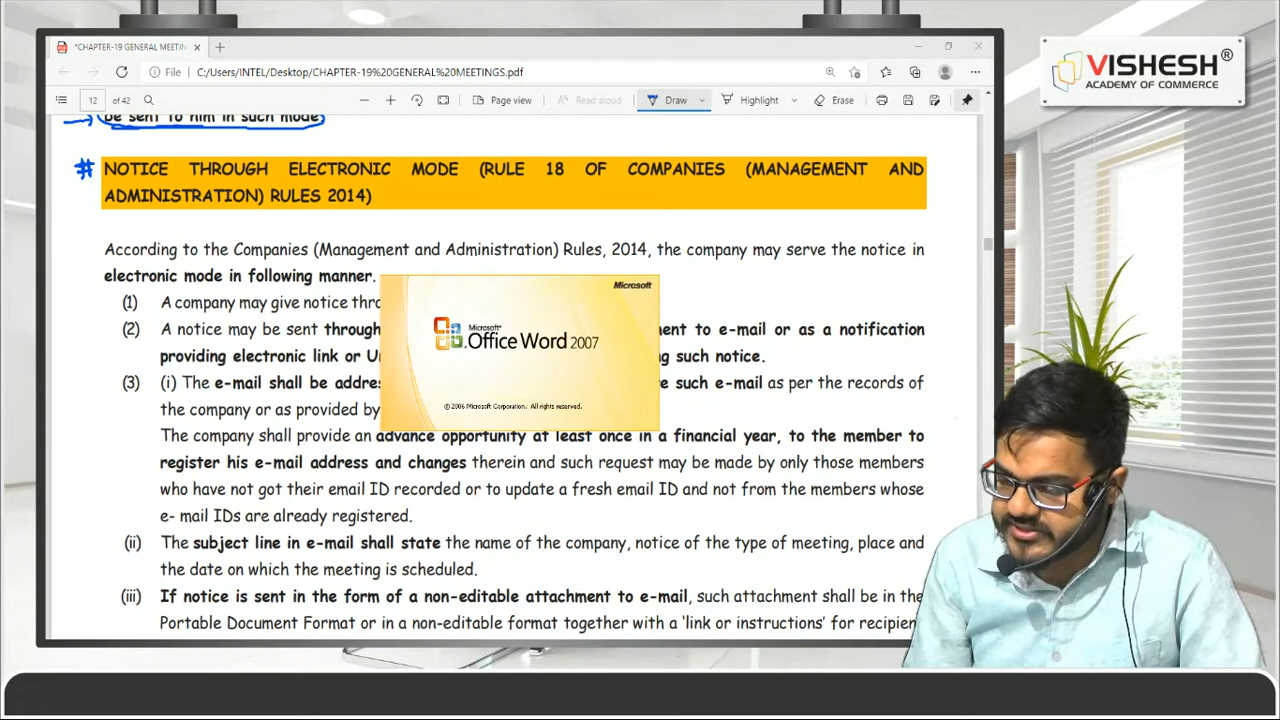 *CHAPTER-19 GENERAL MEETIN
File C:/Users/INTEL/Desktop/CHAPTER-19%20GENERAL%20MEETINGS.pdf
VISHESH®
ACADEMY OF COMMERCE
12 of 42 Page view Read aloud Draw Highlight Erase
be sent to him in such mode
# NOTICE THROUGH ELECTRONIC MODE (RULE 18 OF COMPANIES (MANAGEMENT AND
ADMINISTRATION) RULES 2014)
According to the Companies (Management and Administration) Rules, 2014, the company may serve the notice in
electronic mode in following manner.
(1) A company may give notice thro
(2) A notice may be sent through ment to e-mail or as a notification
providing electronic link or U g such notice.
(3) (i) The e-mail shall be addre e such e-mail as per the records of
the company or as provided by
Microsoft
Microsoft®
Office Word 2007
© 2006 Microsoft Corporation. All rights reserved.
The company shall provide an advance opportunity at least once in a financial year, to the member to
register his e-mail address and changes therein and such request may be made by only those members
who have not got their email ID recorded or to update a fresh email ID and not from the members whose
e- mail IDs are already registered.
(ii) The subject line in e-mail shall state the name of the company, notice of the type of meeting, place and
the date on which the meeting is scheduled.
(iii) If notice is sent in the form of a non-editable attachment to e-mail, such attachment shall be in the
Portable Document Format or in a non-editable format together with a 'link or instructions' for recipien